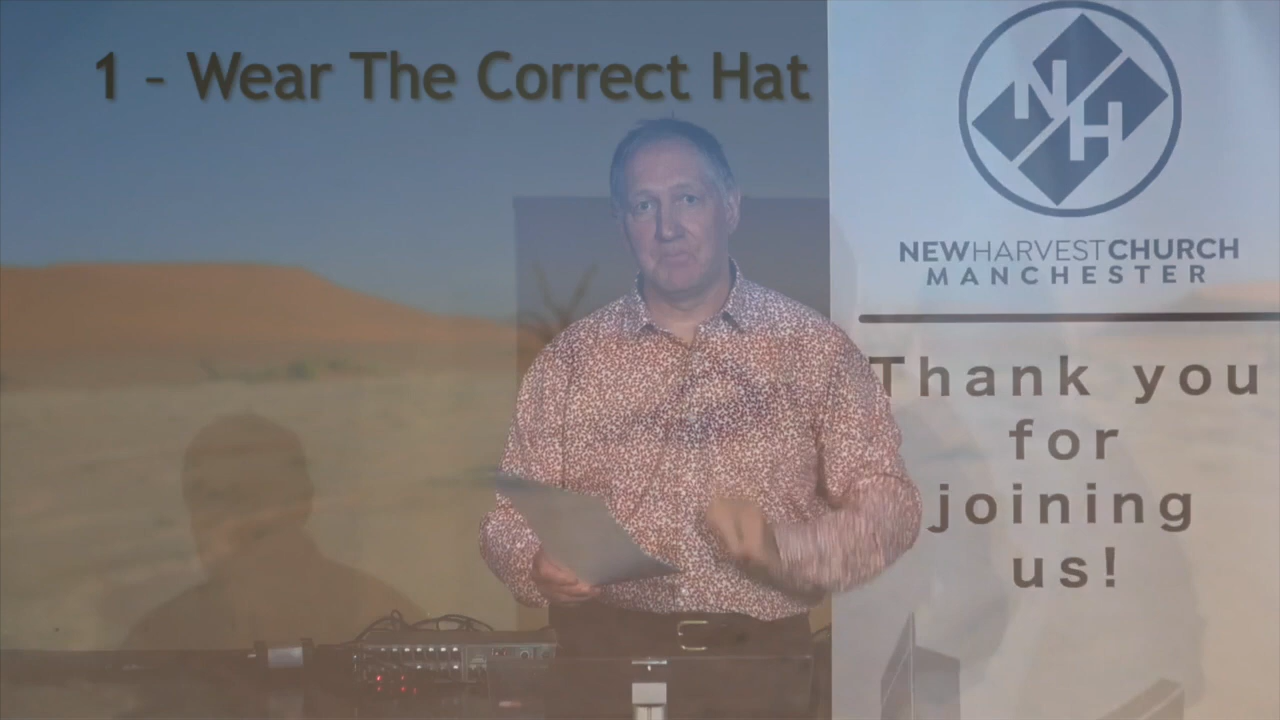 1 – Wear The Correct Hat
NH
NEWHARVESTCHURCH
MANCHESTER
Thank you
for
joining
us!